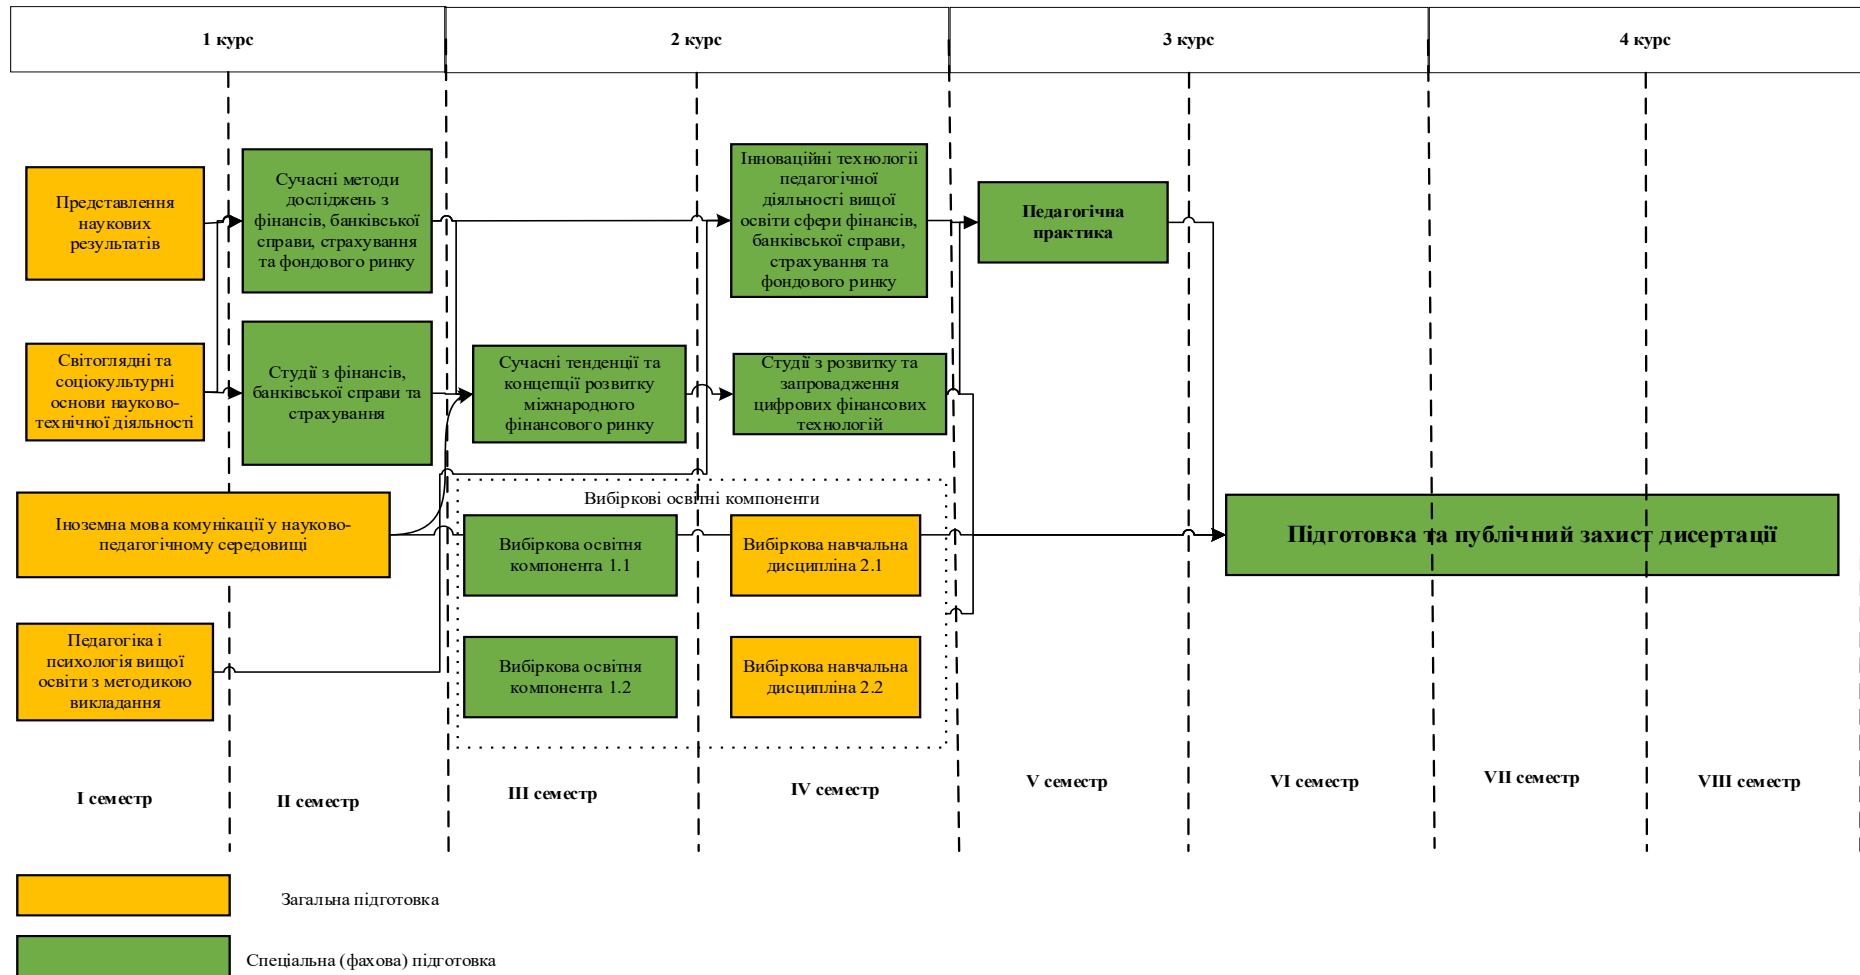 1 курс
2 курс
3 курс
4 курс
Представлення
наукових
результатів
Сучасні методи
досліджень з
фінансів, банківської
справи, страхування
та фондового ринку
Інноваційні технології
педагогічної
діяльності вищої
освіти сфери фінансів,
банківської справи,
страхування та
фондового ринку
Педагогічна
практика
Світоглядні та
соціокультурні
основи науково-
технічної діяльності
Студії з фінансів,
банківської справи та
страхування
Сучасні тенденції та
концепції розвитку
міжнародного
фінансового ринку
Студії з розвитку та
запровадження
цифрових фінансових
технологій
Іноземна мова комунікації у науково-
педагогічному середовищі
Вибіркові освітні компоненти
Вибіркова освітня
компонента 1.1
Вибіркова навчальна
дисципліна 2.1
Підготовка та публічний захист дисертації
Педагогіка і
психологія вищої
освіти з методикою
викладання
Вибіркова освітня
компонента 1.2
Вибіркова навчальна
дисципліна 2.2
I семестр
II семестр
III семестр
IV семестр
V семестр
VI семестр
VII семестр
VIII семестр
Загальна підготовка
Спеціальна (фахова) підготовка